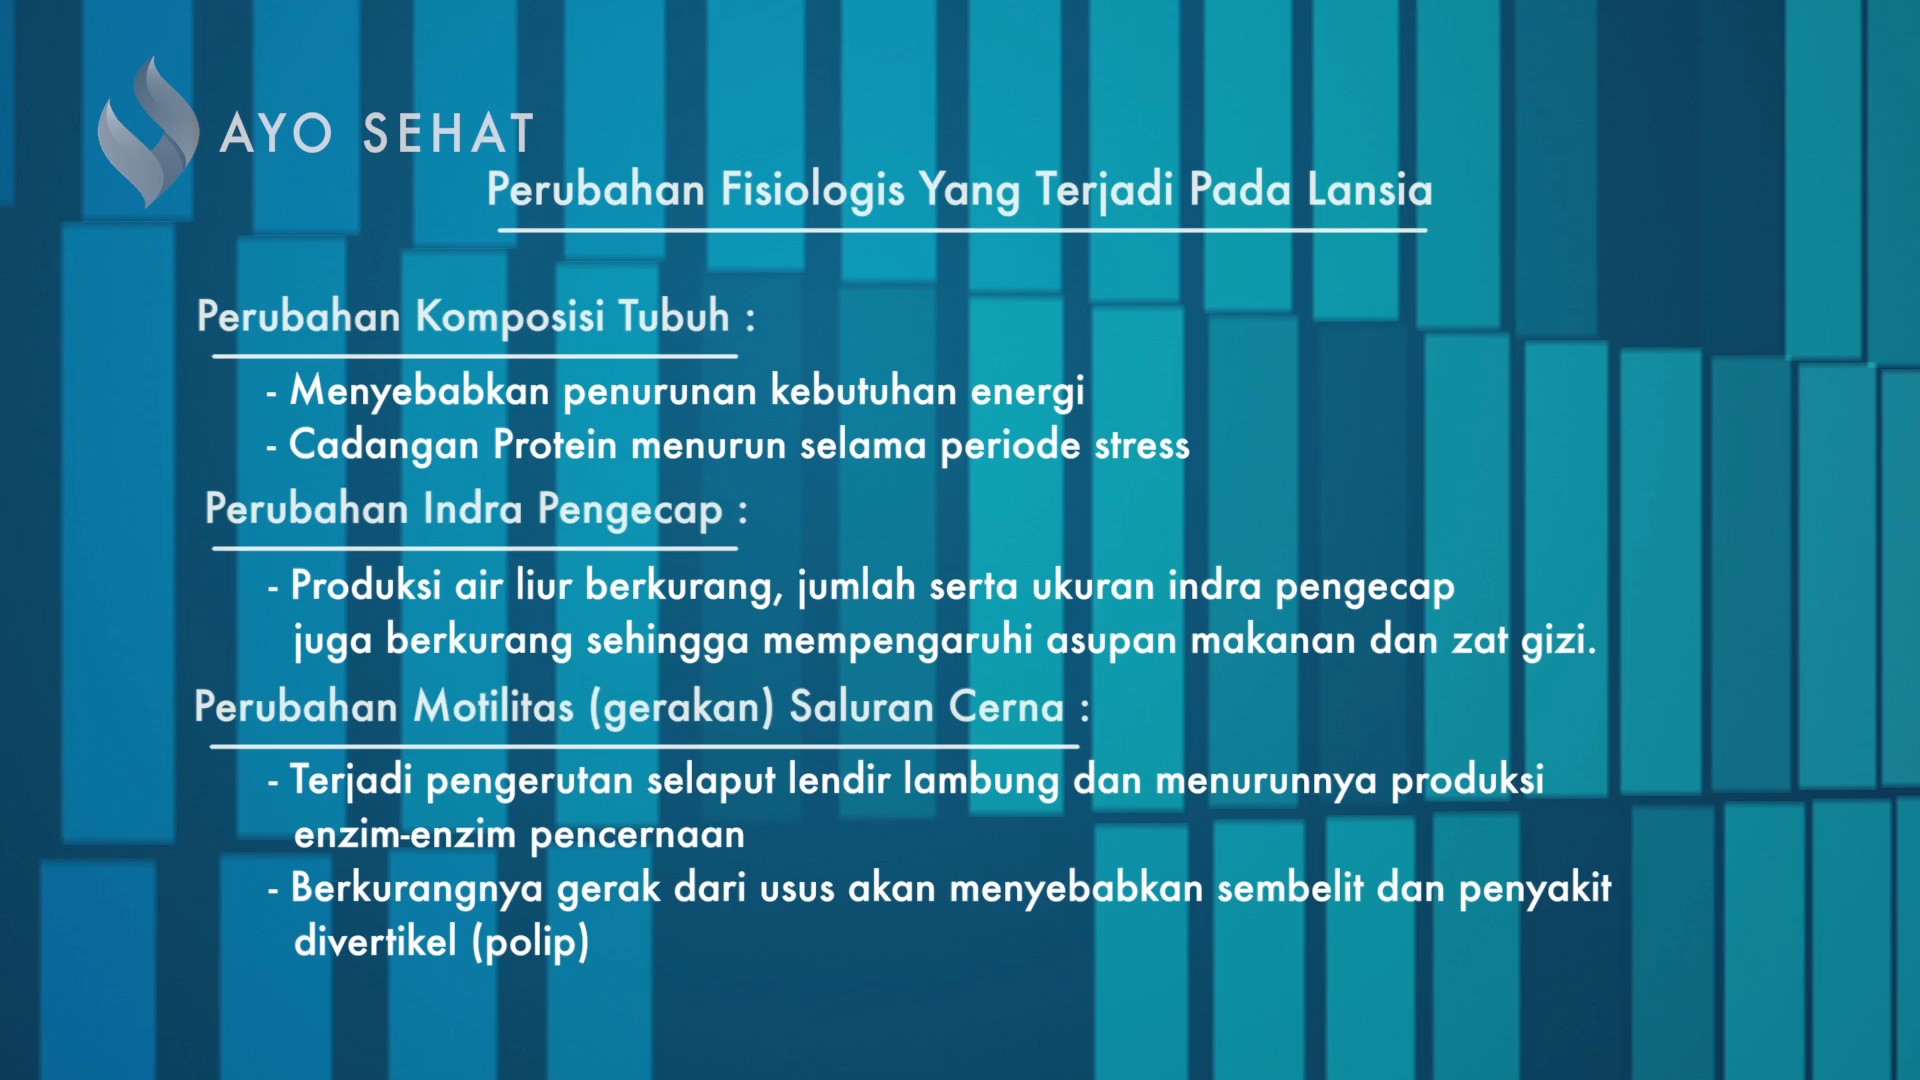 AYO SEHAT
Perubahan Fisiologis Yang Terjadi Pada Lansia
Perubahan Komposisi Tubuh :
- Menyebabkan penurunan kebutuhan energi
- Cadangan Protein menurun selama periode stress
Perubahan Indra Pengecap :
- Produksi air liur berkurang, jumlah serta ukuran indra pengecap
juga berkurang sehingga mempengaruhi asupan makanan dan zat gizi.
Perubahan Motilitas (gerakan) Saluran Cerna :
- Terjadi pengerutan selaput lendir lambung dan menurunnya produksi
enzim-enzim pencernaan
- Berkurangnya gerak dari usus akan menyebabkan sembelit dan penyakit
divertikel (polip)